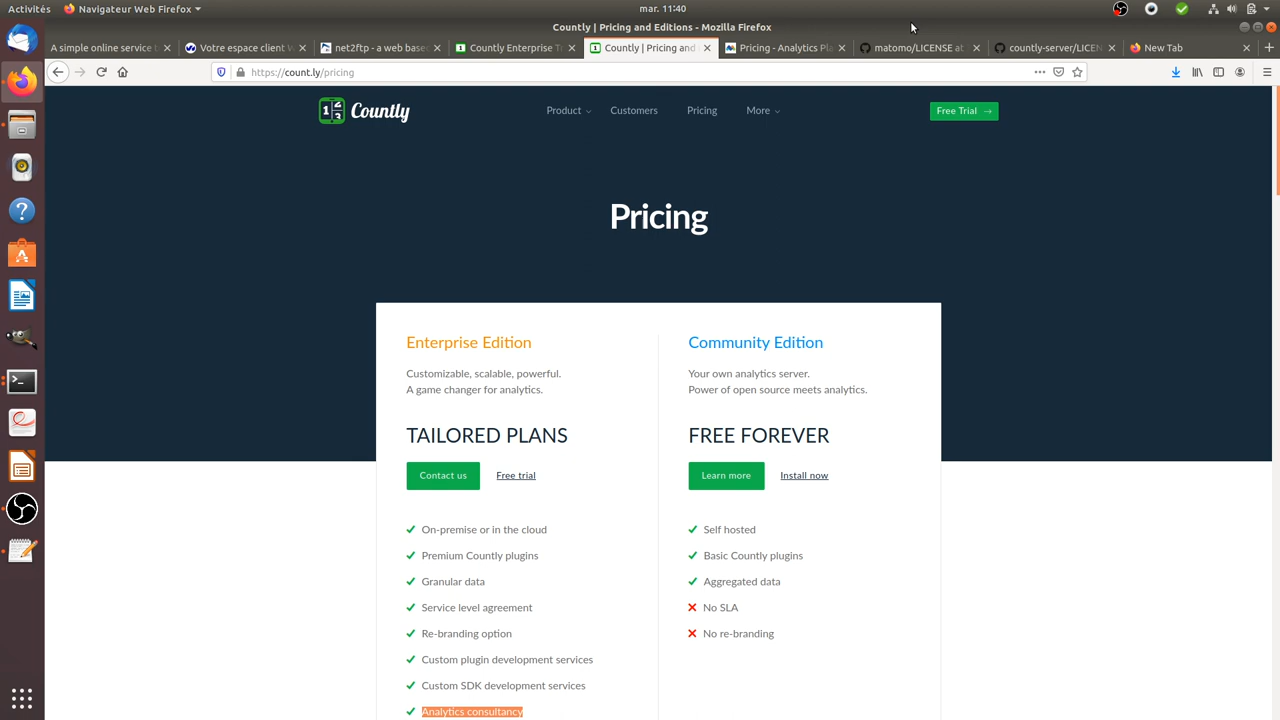 Activités
Firefox Web Browser
mar. 11:40
Countly | Pricing and Editions - Mozilla Firefox
A simple online service
Votre espace client
net2ftp - a web base
Countly Enterprise T
Countly | Pricing and
Pricing - Analytics Pla
matomo/LICENSE at
countly-server/LICEN
New Tab
https://count.ly/pricing
Countly
Product
Customers
Pricing
More
Free Trial →
Pricing
Enterprise Edition
Customizable, scalable, powerful.
A game changer for analytics.
TAILORED PLANS
Contact us
Free trial
On-premise or in the cloud
Premium Countly plugins
Granular data
Service level agreement
Re-branding option
Custom plugin development services
Custom SDK development services
Analytics consultancy
Community Edition
Your own analytics server.
Power of open source meets analytics.
FREE FOREVER
Learn more
Install now
Self hosted
Basic Countly plugins
Aggregated data
No SLA
No re-branding